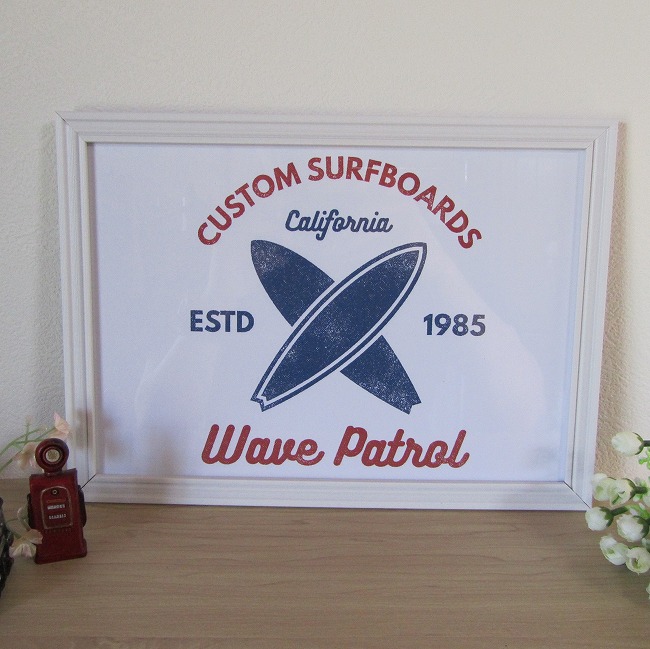 CUSTOM SURFBOARDS
California
ESTD 1985
Wave Patrol